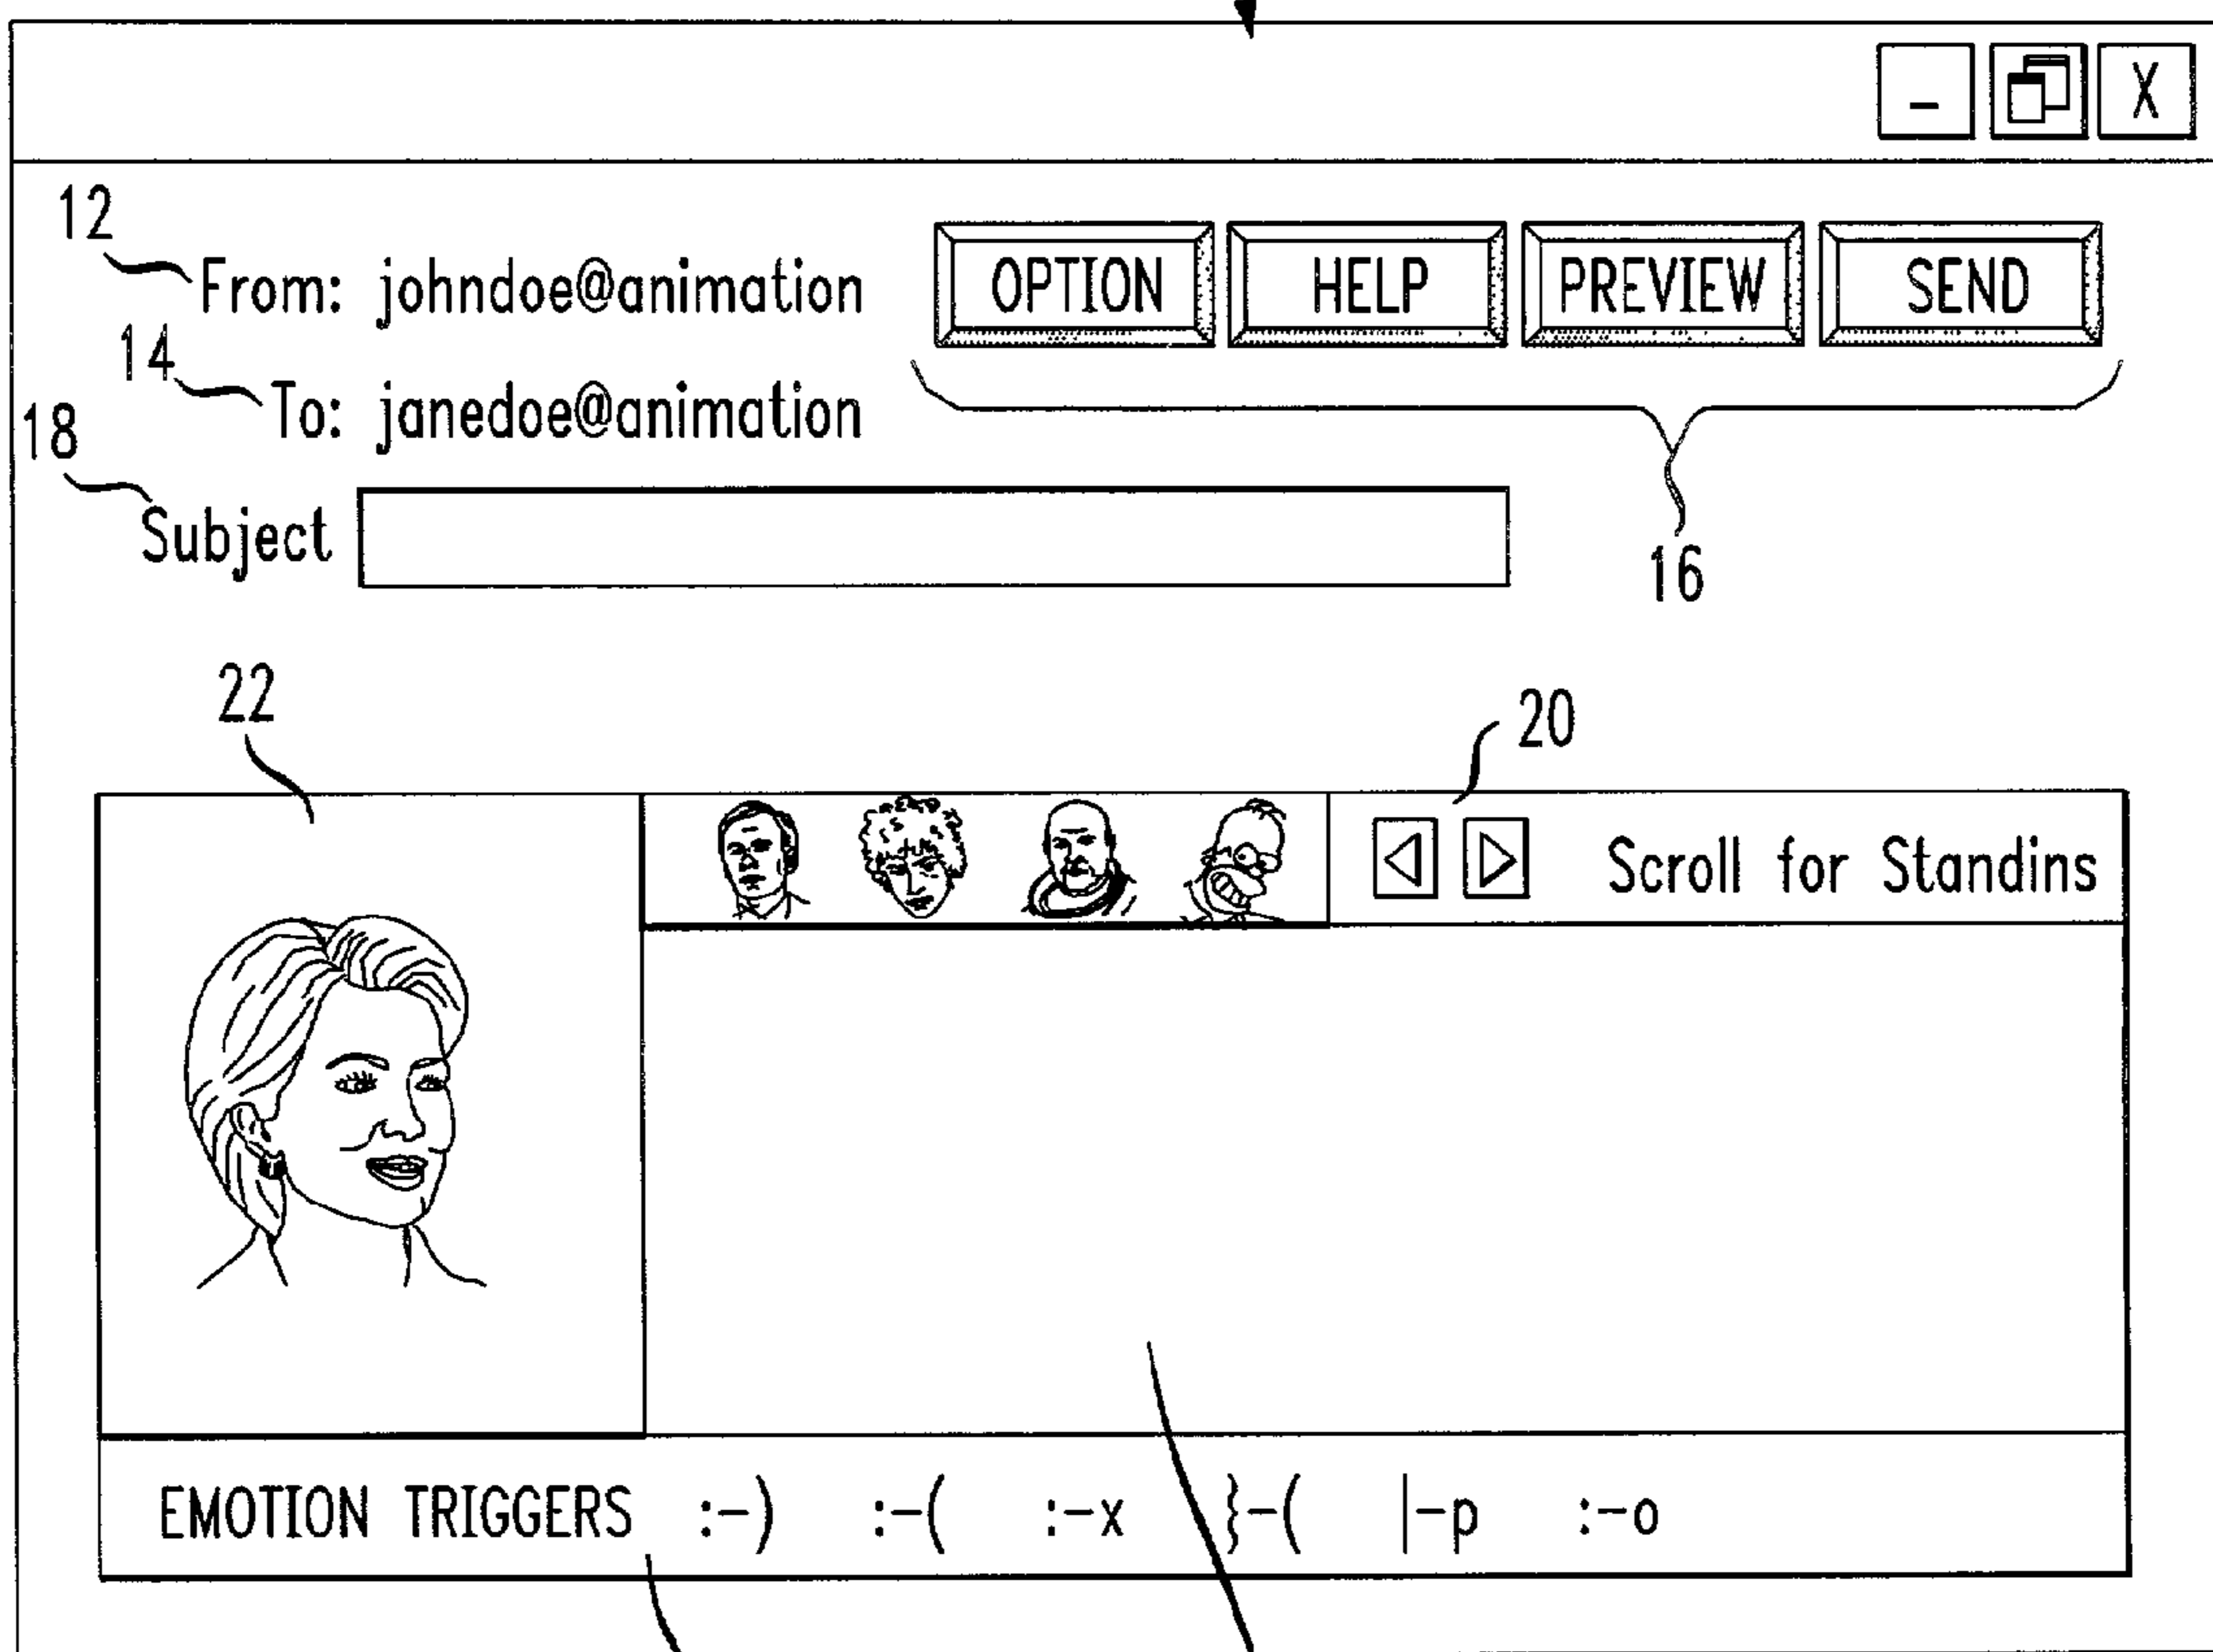 X
12
From: johndoe@animation OPTION HELP PREVIEW SEND
14
To: janedoe@animation
18
Subject
16
22
20
Scroll for Standins
EMOTION TRIGGERS :-) :-( :-x }-( |-p :-o